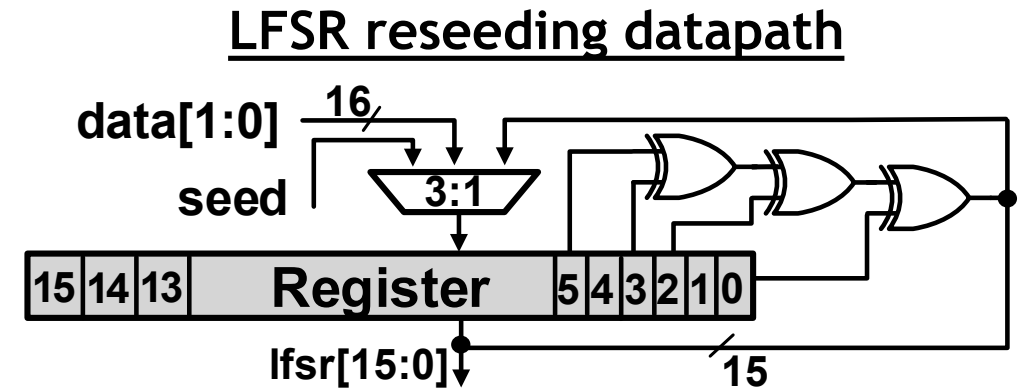 LFSR reseeding datapath
data[1:0]
16
seed
3:1
15 14 13 Register 5 4 3 2 1 0
lfsr[15:0]
15